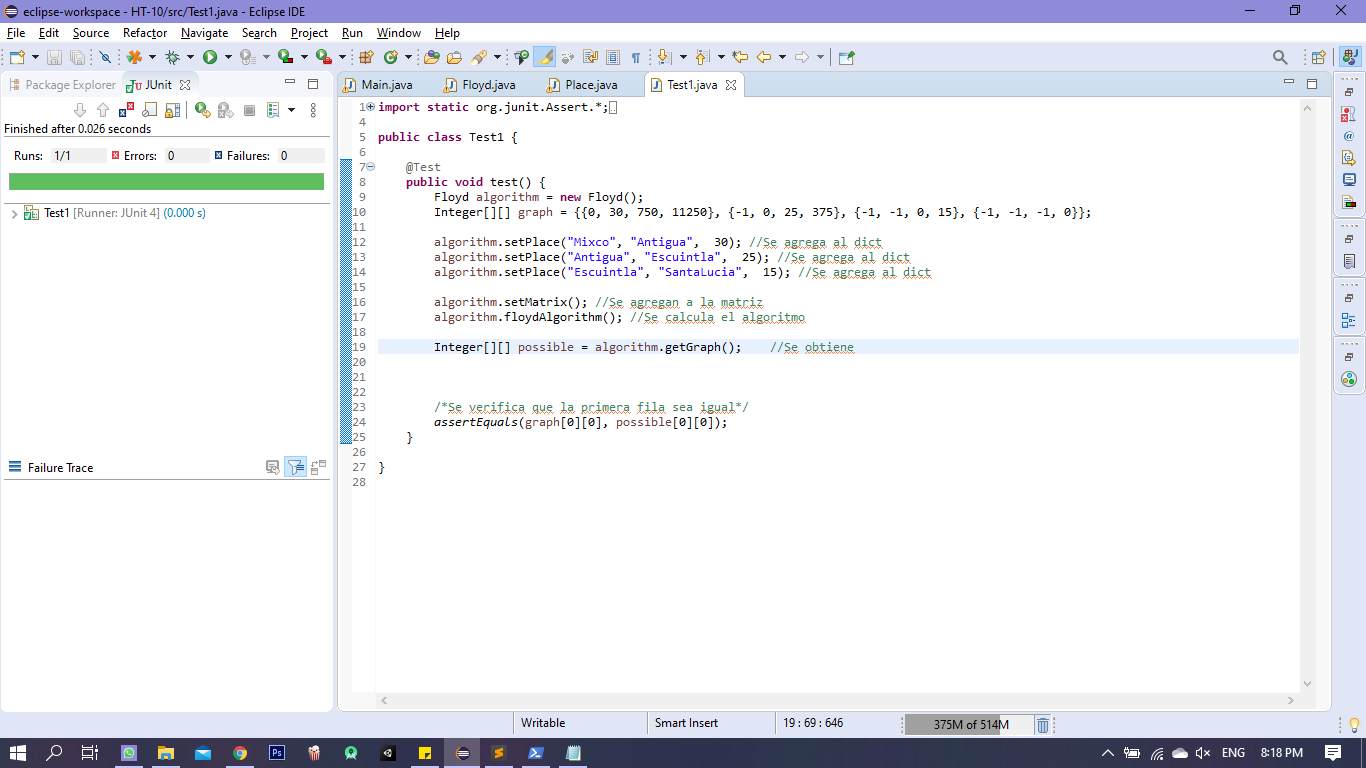 eclipse-workspace - HT-10/src/Test1.java - Eclipse IDE
File Edit Source Refactor Navigate Search Project Run Window Help
Package Explorer JUnit
Finished after 0.026 seconds
Runs: 1/1 Errors: 0 Failures: 0
Test1 [Runner: JUnit 4] (0.000 s)
Failure Trace
Main.java Floyd.java Place.java Test1.java
1 import static org.junit.Assert.*;
4
5 public class Test1 {
6
7 @Test
8 public void test() {
9 Floyd algorithm = new Floyd();
10 Integer[][] graph = {{0, 30, 750, 11250}, {-1, 0, 25, 375}, {-1, -1, 0, 15}, {-1, -1, -1, 0}};
11
12 algorithm.setPlace("Mixco", "Antigua",  30); //Se agrega al dict
13 algorithm.setPlace("Antigua", "Escuintla",  25); //Se agrega al dict
14 algorithm.setPlace("Escuintla", "SantaLucia",  15); //Se agrega al dict
15
16 algorithm.setMatrix(); //Se agregan a la matriz
17 algorithm.floydAlgorithm(); //Se calcula el algoritmo
18
19 Integer[][] possible = algorithm.getGraph();    //Se obtiene
20
21
22
23 /*Se verifica que la primera fila sea igual*/
24 assertEquals(graph[0][0], possible[0][0]);
25 }
26
27 }
28
Writable Smart Insert 19 : 69 : 646 375M of 514M
ENG 8:18 PM